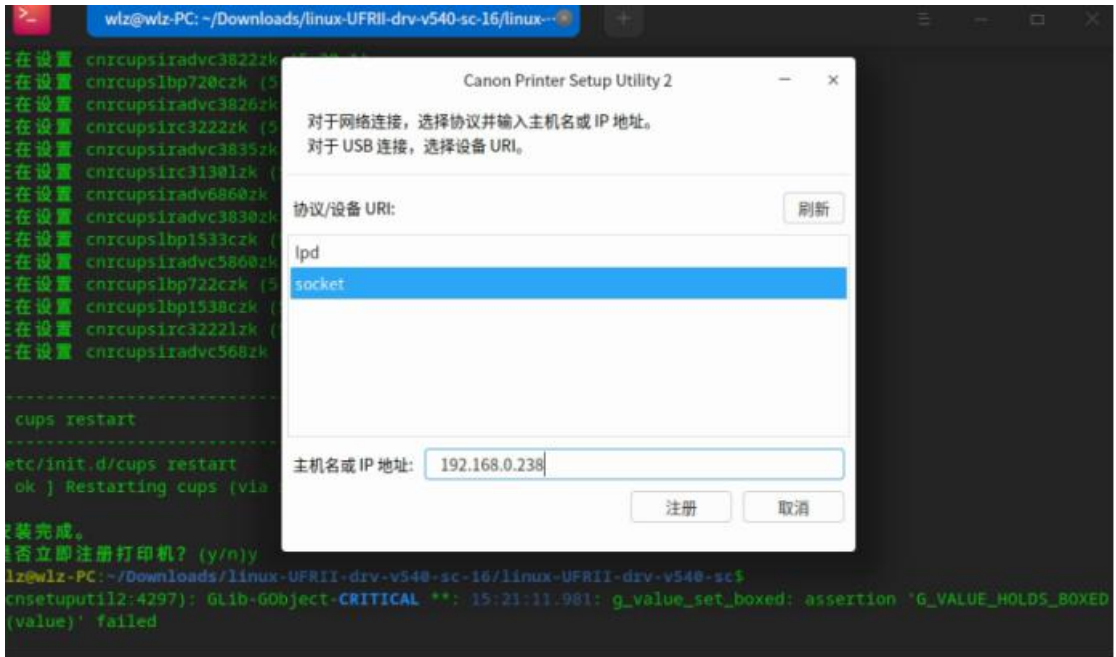 wlz@wlz-PC: ~/Downloads/linux-UFRII-drv-v540-sc-16/linux-···
在设置 cnrcupsiradvc3822zk
在设置 cnrcupslbp720czk (5
在设置 cnrcupsiradvc3826zk
在设置 cnrcupsirc3222zk (5
在设置 cnrcupsiradvc3835zk
在设置 cnrcupsirc3130lzk (
在设置 cnrcupsiradv6860zk
在设置 cnrcupsiradvc3830zk
在设置 cnrcupslbp1533czk (
在设置 cnrcupsiradvc5860zk
在设置 cnrcupslbp722czk (5
在设置 cnrcupslbp1538czk (
在设置 cnrcupsirc3222lzk (
在设置 cnrcupsiradvc568zk
cups restart
etc/init.d/cups restart
ok ] Restarting cups (via
装完成。
否立即注册打印机? (y/n)y
lz@wlz-PC:~/Downloads/linux-UFRII-drv-v540-sc-16/linux-UFRII-drv-v540-sc$
cnsetuputil2:4297): GLib-GObject-CRITICAL **: 15:21:11.981: g_value_set_boxed: assertion 'G_VALUE_HOLDS_BOXED
(value)' failed
Canon Printer Setup Utility 2
对于网络连接，选择协议并输入主机名或 IP 地址。
对于 USB 连接，选择设备 URI。
协议/设备 URI:
刷新
lpd
socket
主机名或 IP 地址: 192.168.0.238
注册 取消